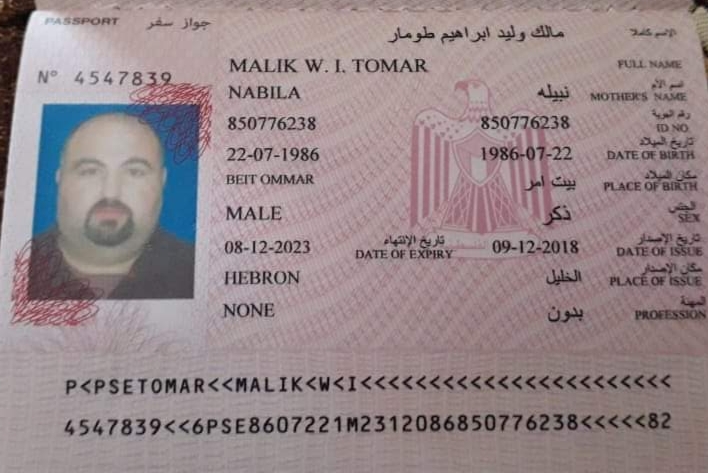 PASSPORT جواز سفر
الإسم كاملا مالك وليد ابراهيم طومار
MALIK W. I. TOMAR FULL NAME
Nº 4547839
NABILA نبيله اسم الأم MOTHER'S NAME
850776238 850776238 رقم الهوية ID NO.
22-07-1986 1986-07-22 تاريخ الميلاد DATE OF BIRTH
BEIT OMMAR بيت امر مكان الميلاد PLACE OF BIRTH
MALE ذكر الجنس SEX
08-12-2023 تاريخ الإنتهاء DATE OF EXPIRY 09-12-2018 تاريخ الإصدار DATE OF ISSUE
HEBRON الخليل مكان الإصدار PLACE OF ISSUE
NONE بدون المهنة PROFESSION
P<PSETOMAR<<MALIK<W<I<<<<<<<<<<<<<<<<<<<<<<<
4547839<<6PSE8607221M2312086850776238<<<<<82